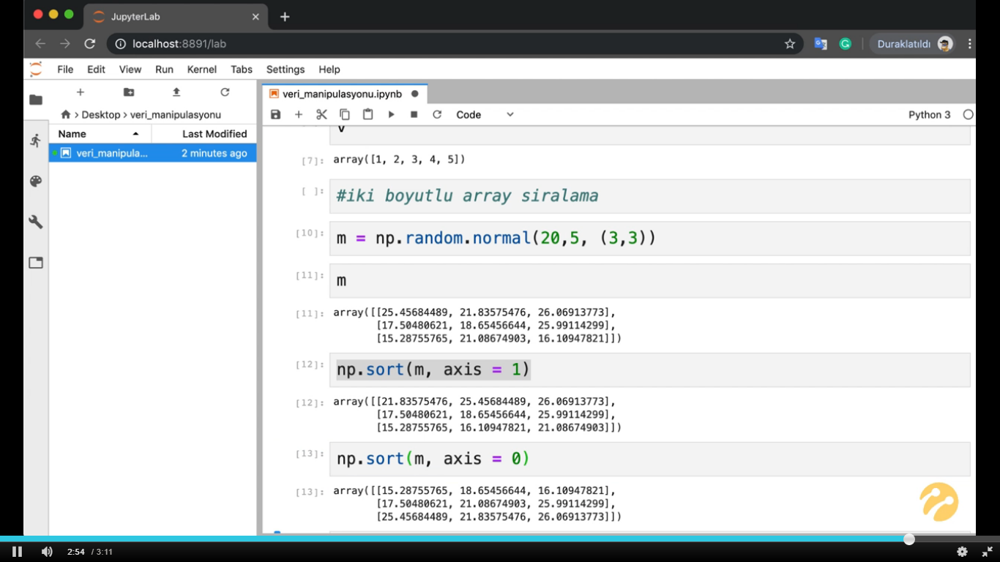 JupyterLab
localhost:8891/lab
Duraklatıldı
File Edit View Run Kernel Tabs Settings Help
veri_manipulasyonu.ipynb
Desktop > veri_manipulasyonu
Code
Python 3
Name Last Modified
veri_manipula... 2 minutes ago
v
[7]: array([1, 2, 3, 4, 5])
[ ]: #iki boyutlu array siralama
[10]: m = np.random.normal(20,5, (3,3))
[11]: m
[11]: array([[25.45684489, 21.83575476, 26.06913773],
[17.50480621, 18.65456644, 25.99114299],
[15.28755765, 21.08674903, 16.10947821]])
[12]: np.sort(m, axis = 1)
[12]: array([[21.83575476, 25.45684489, 26.06913773],
[17.50480621, 18.65456644, 25.99114299],
[15.28755765, 16.10947821, 21.08674903]])
[13]: np.sort(m, axis = 0)
[13]: array([[15.28755765, 18.65456644, 16.10947821],
[17.50480621, 21.08674903, 25.99114299],
[25.45684489, 21.83575476, 26.06913773]])
2:54 / 3:11